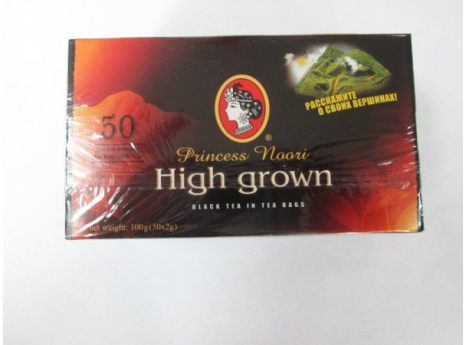 РАССКАЖИТЕ
О СВОИХ ВЕРШИНАХ!
50
®
Princess Noori
High grown
BLACK TEA IN TEA BAGS
net weight: 100g (50x2g)